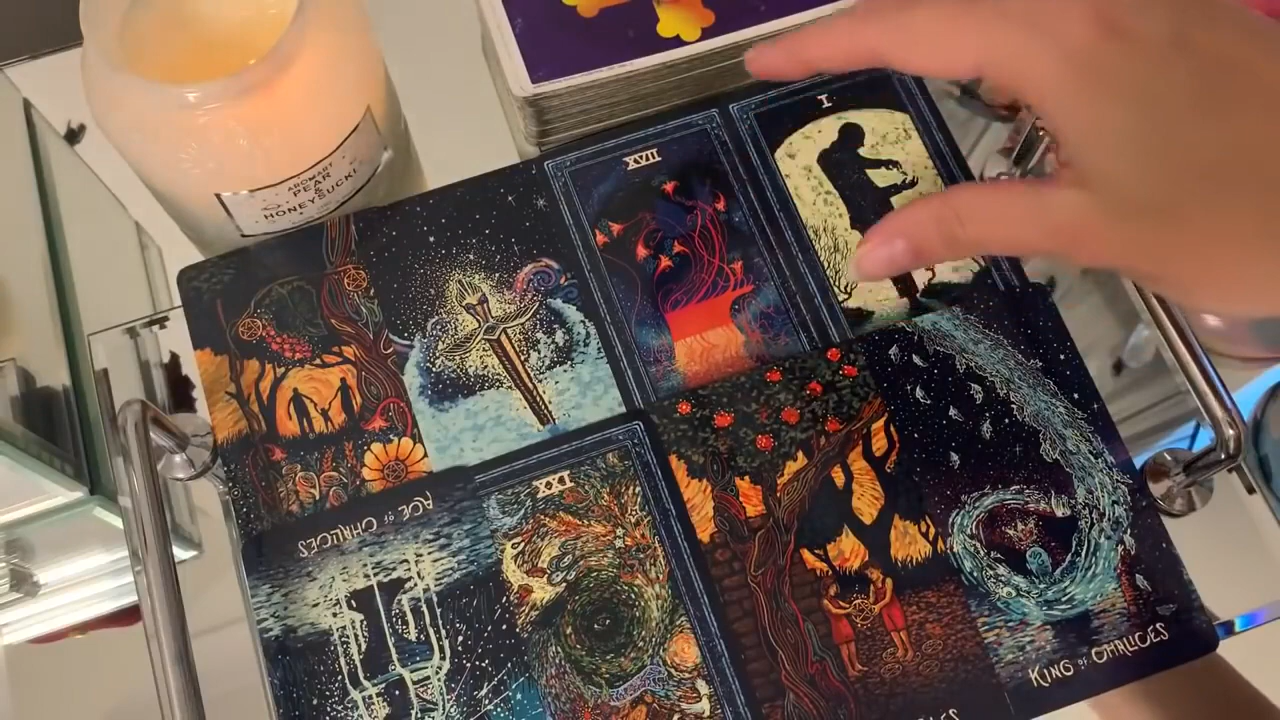 AROMART
PEAR
&
HONEYSUCKL
XVII
I
ACE OF CHALICES
XXI
KING OF CHALICES